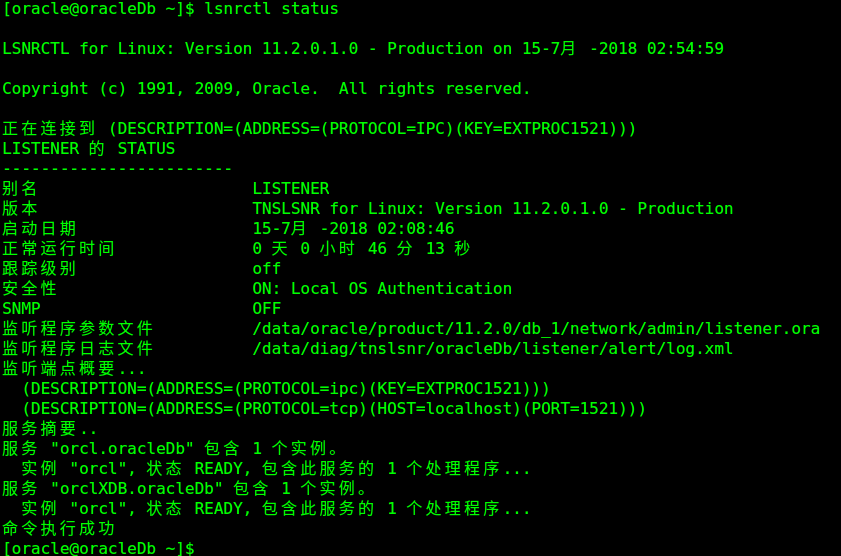 [oracle@oracleDb ~]$ lsnrctl status
LSNRCTL for Linux: Version 11.2.0.1.0 - Production on 15-7月 -2018 02:54:59
Copyright (c) 1991, 2009, Oracle.  All rights reserved.
正在连接到 (DESCRIPTION=(ADDRESS=(PROTOCOL=IPC)(KEY=EXTPROC1521)))
LISTENER 的 STATUS
------------------------
别名                      LISTENER
版本                      TNSLSNR for Linux: Version 11.2.0.1.0 - Production
启动日期                  15-7月 -2018 02:08:46
正常运行时间              0 天 0 小时 46 分 13 秒
跟踪级别                  off
安全性                    ON: Local OS Authentication
SNMP                      OFF
监听程序参数文件          /data/oracle/product/11.2.0/db_1/network/admin/listener.ora
监听程序日志文件          /data/diag/tnslsnr/oracleDb/listener/alert/log.xml
监听端点概要...
  (DESCRIPTION=(ADDRESS=(PROTOCOL=ipc)(KEY=EXTPROC1521)))
  (DESCRIPTION=(ADDRESS=(PROTOCOL=tcp)(HOST=localhost)(PORT=1521)))
服务摘要..
服务 "orcl.oracleDb" 包含 1 个实例。
  实例 "orcl", 状态 READY, 包含此服务的 1 个处理程序...
服务 "orclXDB.oracleDb" 包含 1 个实例。
  实例 "orcl", 状态 READY, 包含此服务的 1 个处理程序...
命令执行成功
[oracle@oracleDb ~]$